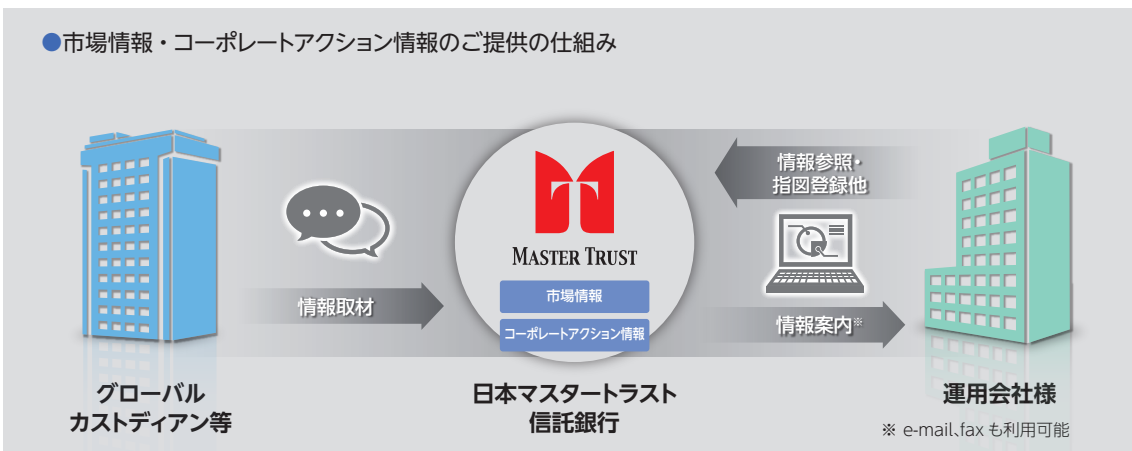 ●市場情報・コーポレートアクション情報のご提供の仕組み
情報参照・
指図登録他
MASTER TRUST
市場情報
情報取材
情報案内※
コーポレートアクション情報
グローバル
カストディアン等
日本マスタートラスト
信託銀行
運用会社様
※ e-mail、fax も利用可能